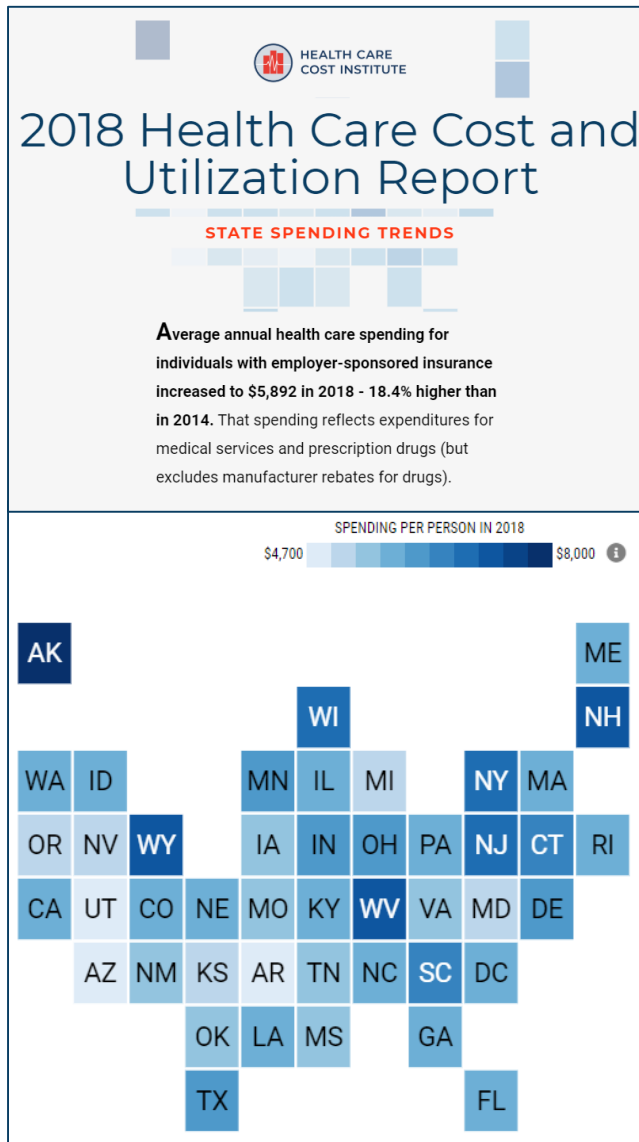 HEALTH CARE
COST INSTITUTE
2018 Health Care Cost and
Utilization Report
STATE SPENDING TRENDS
Average annual health care spending for
individuals with employer-sponsored insurance
increased to $5,892 in 2018 - 18.4% higher than
in 2014. That spending reflects expenditures for
medical services and prescription drugs (but
excludes manufacturer rebates for drugs).
SPENDING PER PERSON IN 2018
$4,700 $8,000 i
AK ME
WI NH
WA ID MN IL MI NY MA
OR NV WY IA IN OH PA NJ CT RI
CA UT CO NE MO KY WV VA MD DE
AZ NM KS AR TN NC SC DC
OK LA MS GA
TX FL